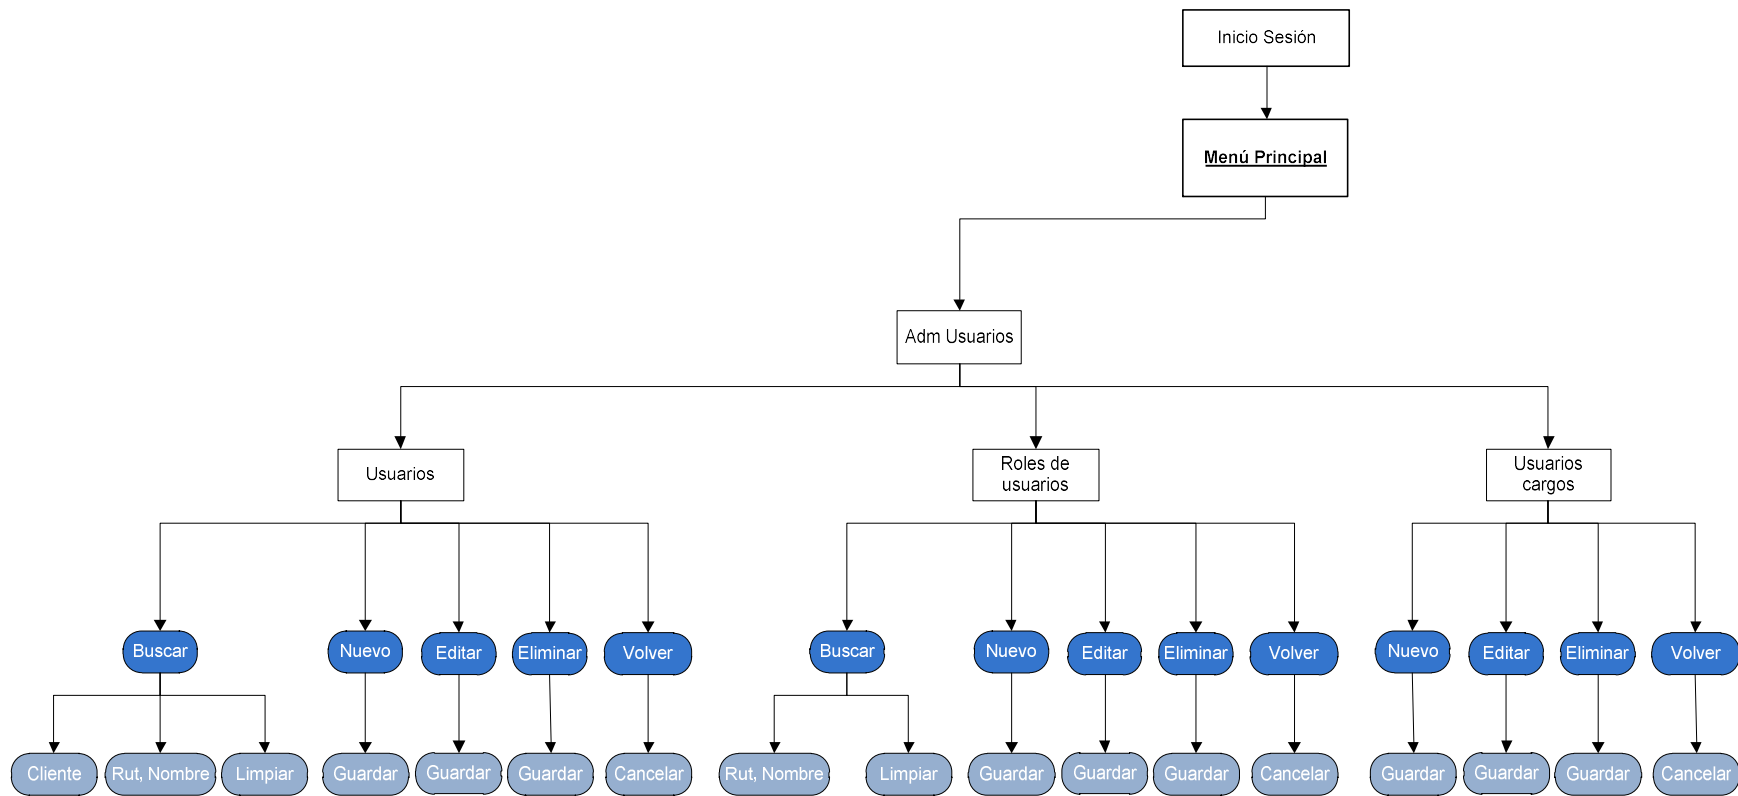 Inicio Sesión
Menú Principal
Adm Usuarios
Usuarios
Roles de
usuarios
Usuarios
cargos
Buscar
Nuevo
Editar
Eliminar
Volver
Buscar
Nuevo
Editar
Eliminar
Volver
Nuevo
Editar
Eliminar
Volver
Cliente
Rut, Nombre
Limpiar
Guardar
Guardar
Guardar
Cancelar
Rut, Nombre
Limpiar
Guardar
Guardar
Guardar
Cancelar
Guardar
Guardar
Guardar
Cancelar